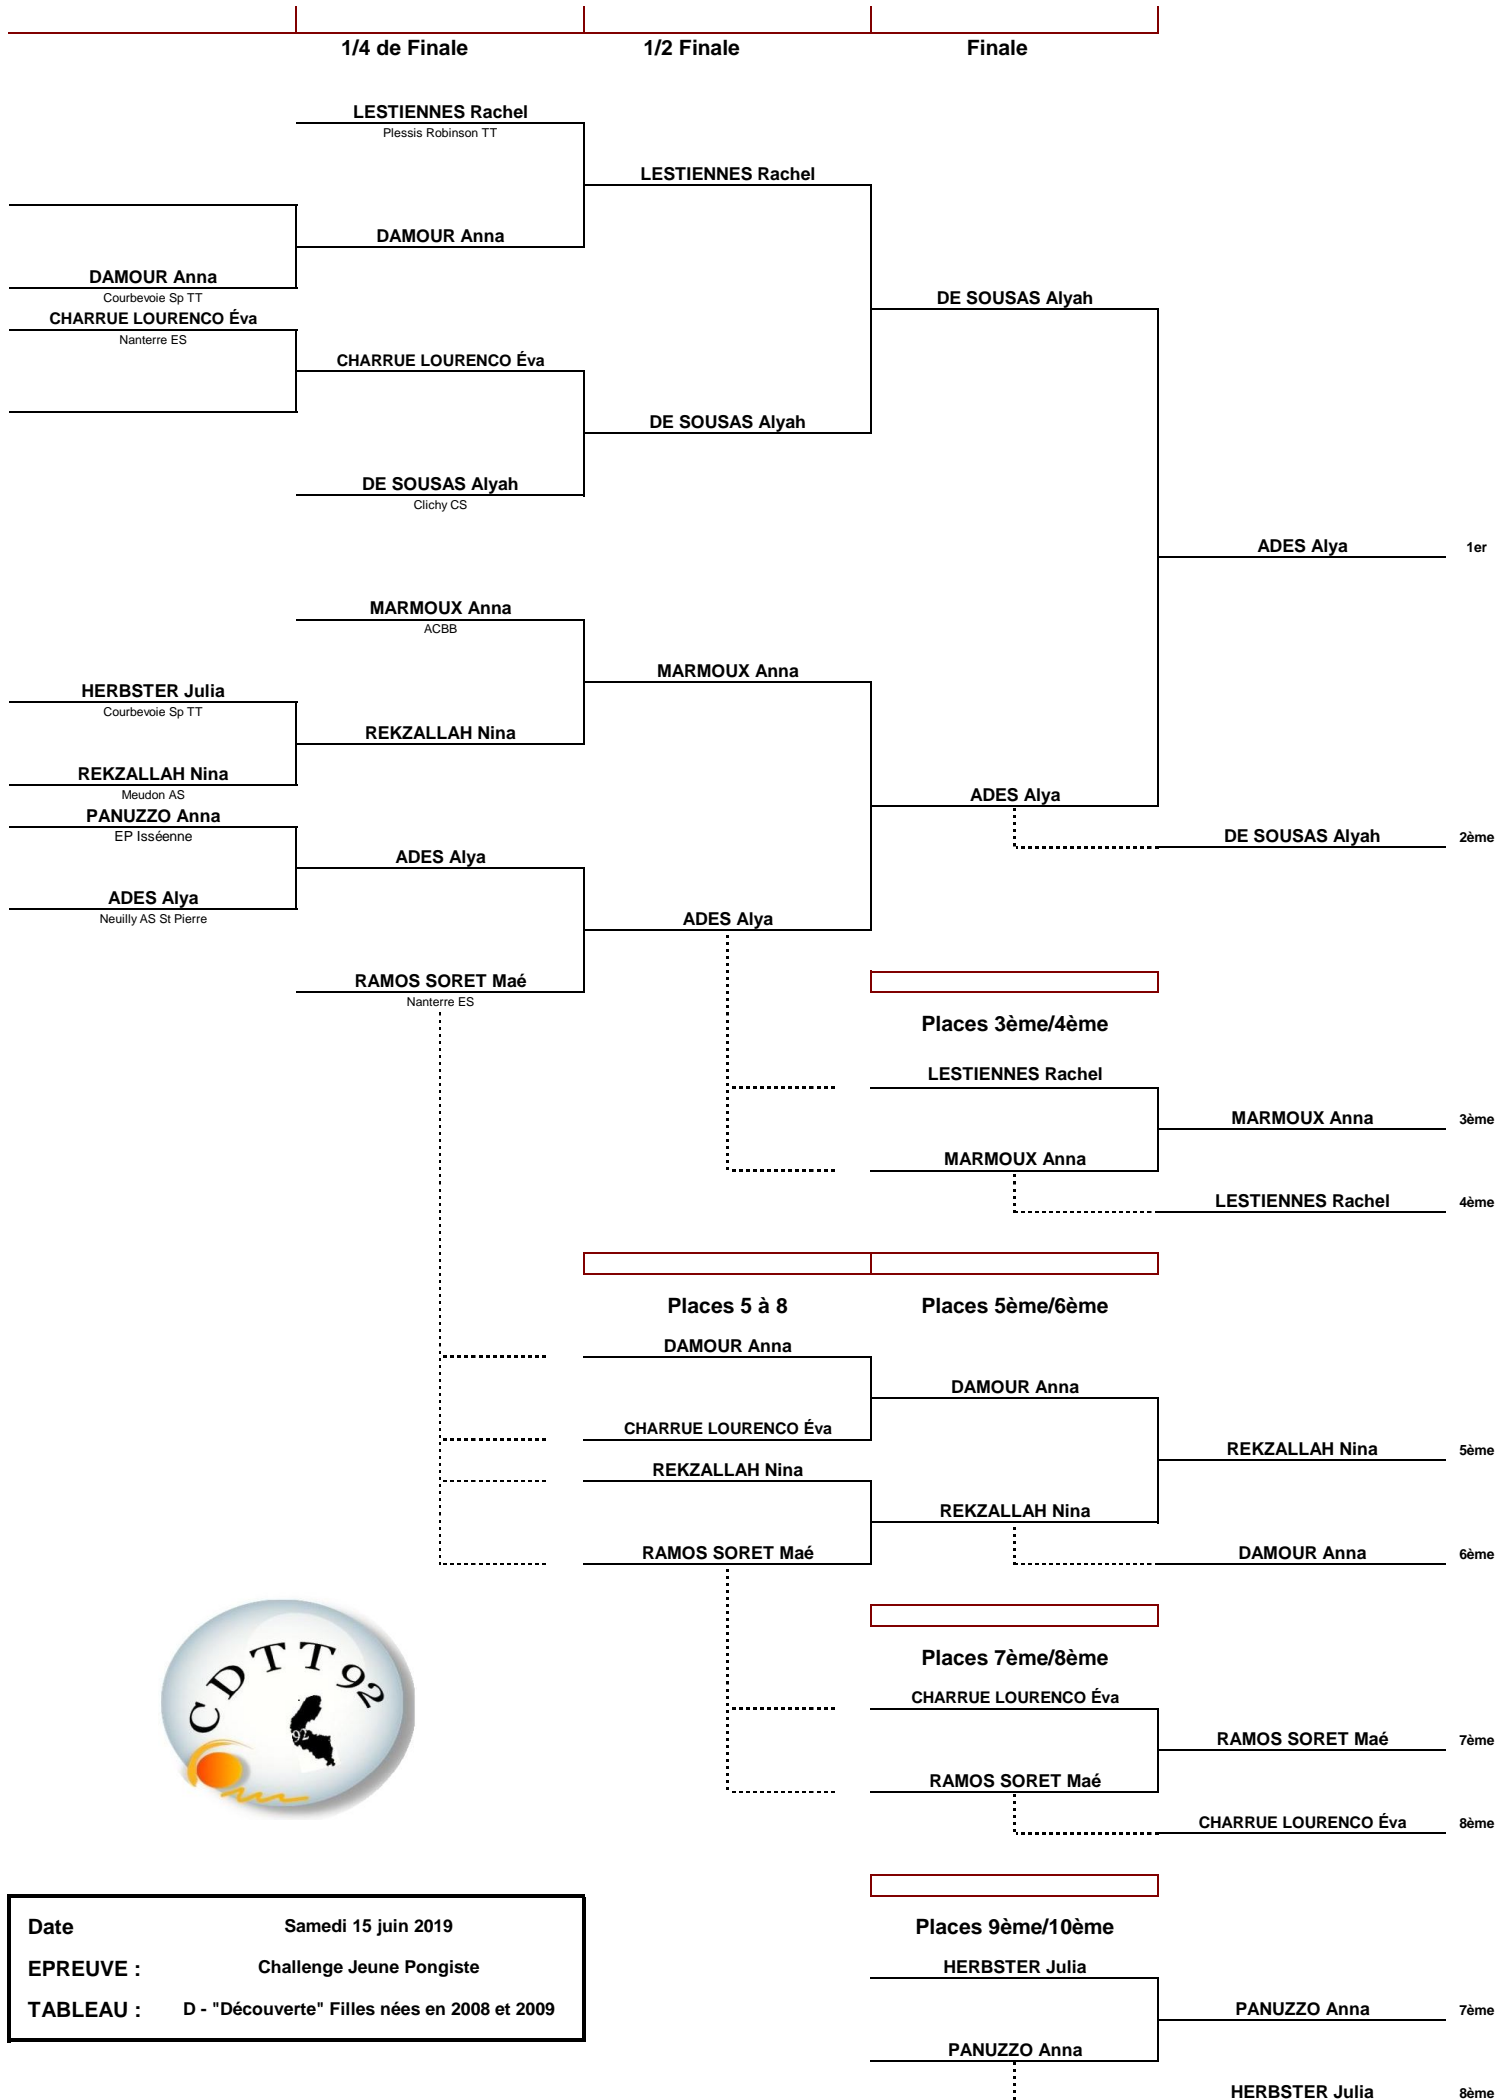 1/4 de Finale
1/2 Finale
Finale
LESTIENNES Rachel
Plessis Robinson TT
LESTIENNES Rachel
DAMOUR Anna
DAMOUR Anna
Courbevoie Sp TT
DE SOUSAS Alyah
CHARRUE LOURENCO Éva
Nanterre ES
CHARRUE LOURENCO Éva
DE SOUSAS Alyah
DE SOUSAS Alyah
Clichy CS
ADES Alya
1er
MARMOUX Anna
ACBB
MARMOUX Anna
HERBSTER Julia
Courbevoie Sp TT
REKZALLAH Nina
REKZALLAH Nina
Meudon AS
ADES Alya
PANUZZO Anna
EP Isséenne
DE SOUSAS Alyah
2ème
ADES Alya
ADES Alya
Neuilly AS St Pierre
ADES Alya
RAMOS SORET Maé
Nanterre ES
Places 3ème/4ème
LESTIENNES Rachel
MARMOUX Anna
3ème
MARMOUX Anna
LESTIENNES Rachel
4ème
Places 5 à 8
Places 5ème/6ème
DAMOUR Anna
DAMOUR Anna
CHARRUE LOURENCO Éva
REKZALLAH Nina
5ème
REKZALLAH Nina
REKZALLAH Nina
RAMOS SORET Maé
DAMOUR Anna
6ème
CDTT92
92
Places 7ème/8ème
CHARRUE LOURENCO Éva
RAMOS SORET Maé
7ème
RAMOS SORET Maé
CHARRUE LOURENCO Éva
8ème
Date
Samedi 15 juin 2019
EPREUVE :
Challenge Jeune Pongiste
TABLEAU :
D - "Découverte" Filles nées en 2008 et 2009
Places 9ème/10ème
HERBSTER Julia
PANUZZO Anna
7ème
PANUZZO Anna
HERBSTER Julia
8ème